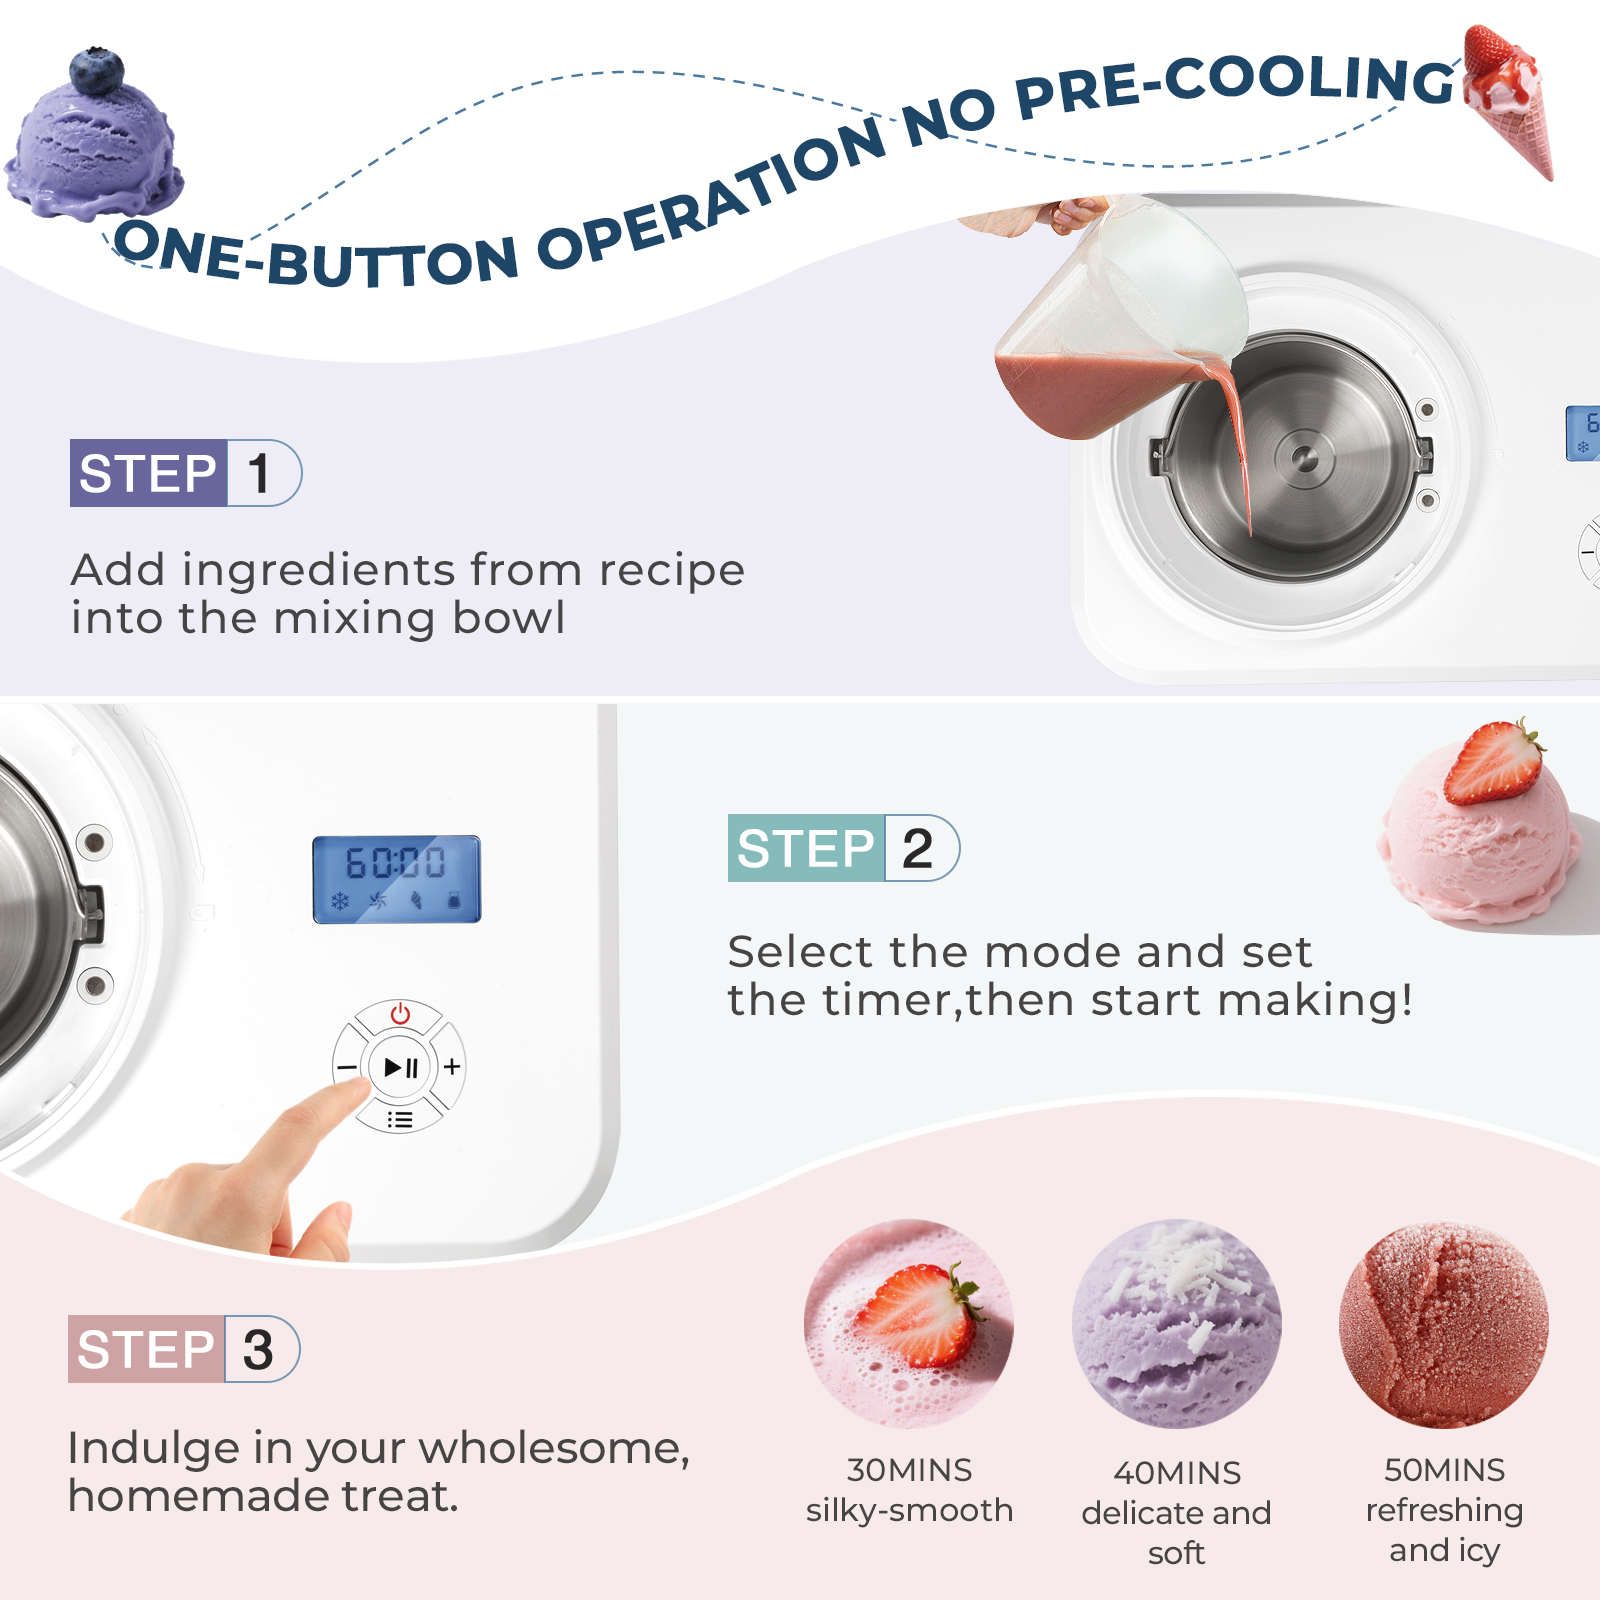 ONE-BUTTON OPERATION NO PRE-COOLING
STEP 1
Add ingredients from recipe
into the mixing bowl
6
60:00
STEP 2
Select the mode and set
the timer,then start making!
STEP 3
Indulge in your wholesome,
homemade treat.
30MINS
silky-smooth
40MINS
delicate and
soft
50MINS
refreshing
and icy